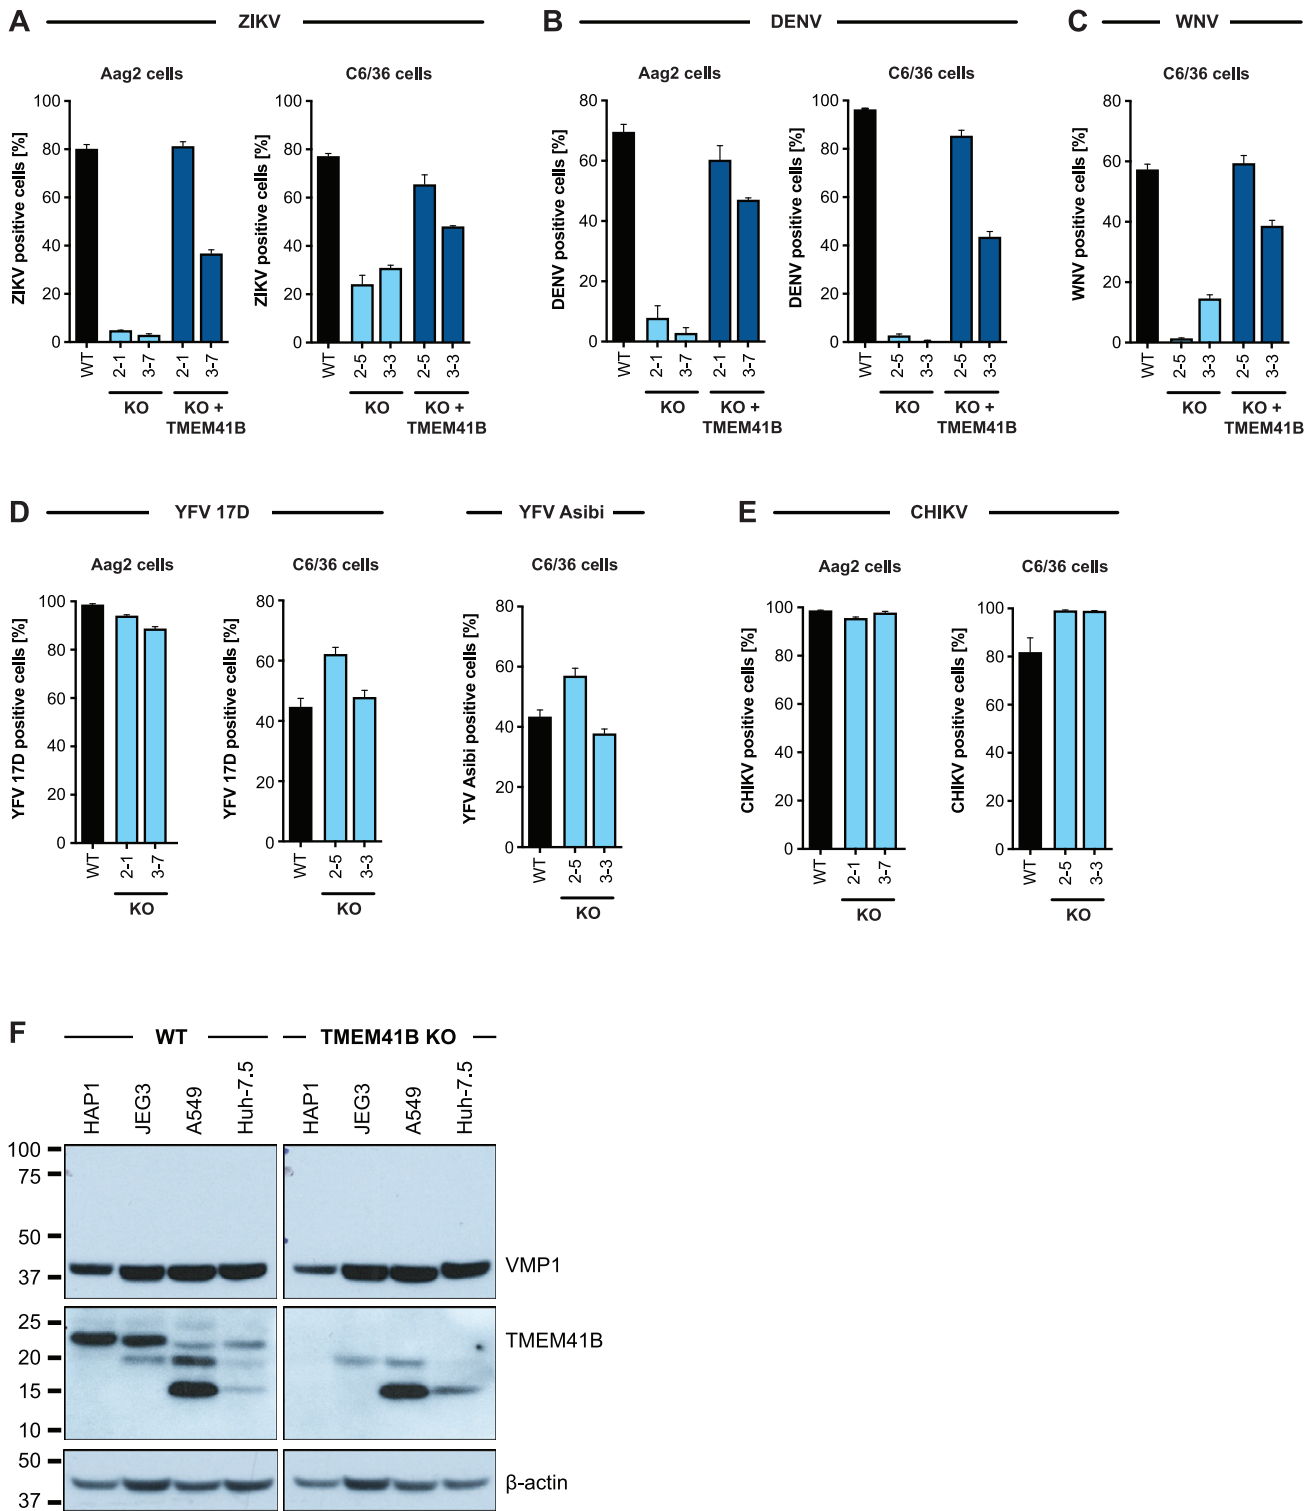 A ZIKV
B DENV
C WNV
Aag2 cells
C6/36 cells
Aag2 cells
C6/36 cells
C6/36 cells
ZIKV positive cells [%]
100
80
60
40
20
0
WT
2-1
3-7
2-1
3-7
KO
KO +
TMEM41B
ZIKV positive cells [%]
100
80
60
40
20
0
WT
2-5
3-3
2-5
3-3
KO
KO +
TMEM41B
DENV positive cells [%]
80
60
40
20
0
WT
2-1
3-7
2-1
3-7
KO
KO +
TMEM41B
DENV positive cells [%]
100
80
60
40
20
0
WT
2-5
3-3
2-5
3-3
KO
KO +
TMEM41B
WNV positive cells [%]
80
60
40
20
0
WT
2-5
3-3
2-5
3-3
KO
KO +
TMEM41B
D YFV 17D
YFV Asibi
E CHIKV
Aag2 cells
C6/36 cells
C6/36 cells
Aag2 cells
C6/36 cells
YFV 17D positive cells [%]
100
80
60
40
20
0
WT
2-1
3-7
KO
YFV 17D positive cells [%]
80
60
40
20
0
WT
2-5
3-3
KO
YFV Asibi positive cells [%]
80
60
40
20
0
WT
2-5
3-3
KO
CHIKV positive cells [%]
100
80
60
40
20
0
WT
2-1
3-7
KO
CHIKV positive cells [%]
100
80
60
40
20
0
WT
2-5
3-3
KO
F WT TMEM41B KO
HAP1
JEG3
A549
Huh-7.5
HAP1
JEG3
A549
Huh-7.5
100
75
50
37
VMP1
25
20
15
10
TMEM41B
50
37
β-actin